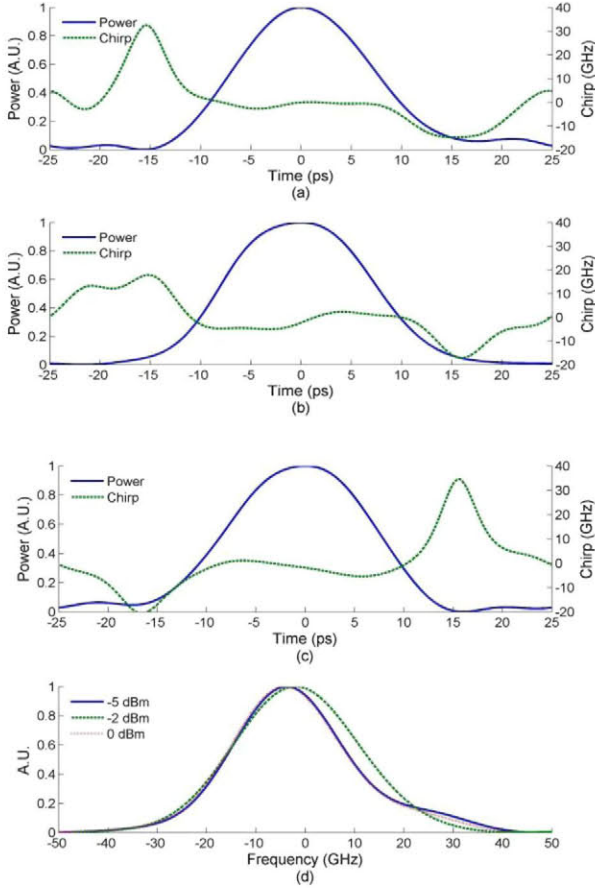 1
0.8
0.6
0.4
0.2
0
Power (A.U.)
Power
Chirp
40
30
20
10
0
-10
-20
Chirp (GHz)
-25 -20 -15 -10 -5 0 5 10 15 20 25
Time (ps)
(a)
1
0.8
0.6
0.4
0.2
0
Power (A.U.)
Power
Chirp
40
30
20
10
0
-10
-20
Chirp (GHz)
-25 -20 -15 -10 -5 0 5 10 15 20 25
Time (ps)
(b)
1
0.8
0.6
0.4
0.2
0
Power (A.U.)
Power
Chirp
40
30
20
10
0
-10
-20
Chirp (GHz)
-25 -20 -15 -10 -5 0 5 10 15 20 25
Time (ps)
(c)
1
0.8
0.6
0.4
0.2
0
A.U.
-5 dBm
-2 dBm
0 dBm
-50 -40 -30 -20 -10 0 10 20 30 40 50
Frequency (GHz)
(d)